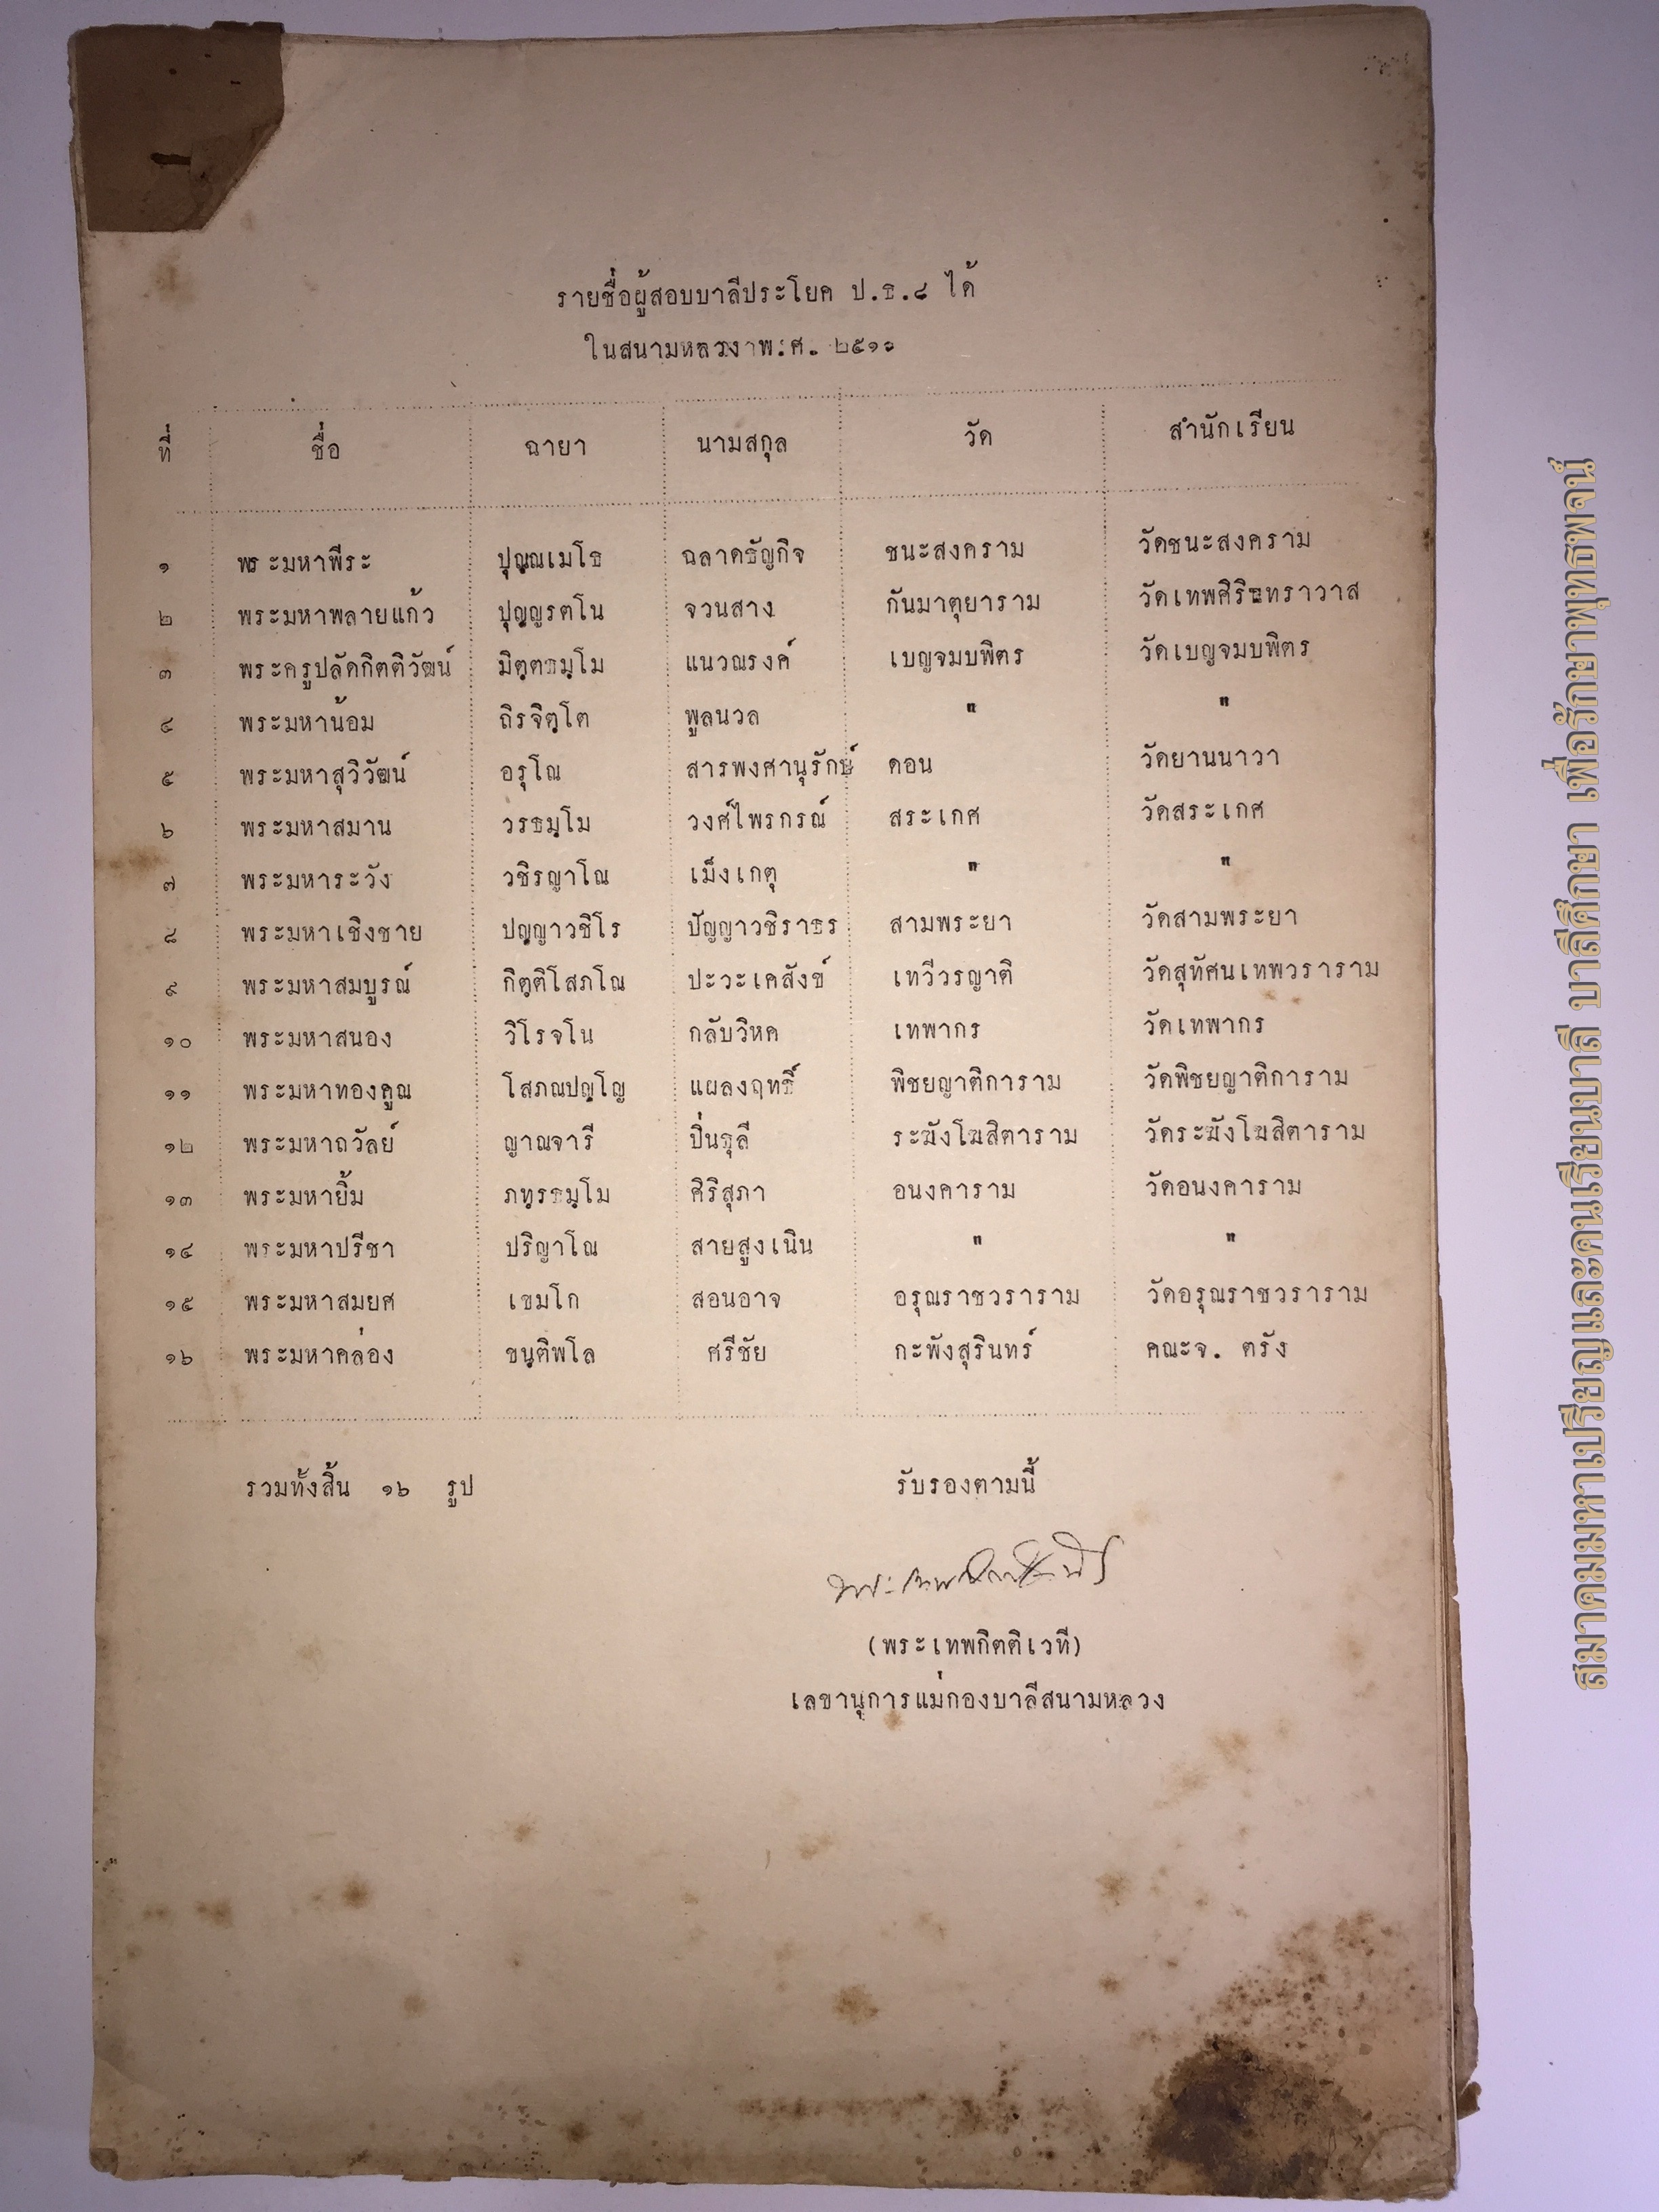 รายชื่อผู้สอบบาลีประโยค ป.ธ.๘ ได้
ในสนามหลวง พ.ศ. ๒๕๑๐
ที่ ชื่อ ฉายา นามสกุล วัด สำนักเรียน
๑ พระมหาพีระ ปุณฺณเมโธ ฉลาดธัญกิจ ชนะสงคราม วัดชนะสงคราม
๒ พระมหาพลายแก้ว ปุญฺญรตโน จวนสาง กันมาตุยาราม วัดเทพศิรินทราวาส
๓ พระครูปลัดกิตติวัฒน์ มิตฺตธมฺโม แนวณรงค์ เบญจมบพิตร วัดเบญจมบพิตร
๔ พระมหาน้อม ถิรจิตฺโต พูลนวล " "
๕ พระมหาสุวิวัฒน์ อรุโณ สารพงศานุรักษ์ ดอน วัดยานนาวา
๖ พระมหาสมาน วรธมฺโม วงศ์ไพรกรณ์ สระเกศ วัดสระเกศ
๗ พระมหาระวัง วชิรญาโณ เม็งเกตุ " "
๘ พระมหาเชิงชาย ปญฺญาวชิโร ปัญญาวชิราธร สามพระยา วัดสามพระยา
๙ พระมหาสมบูรณ์ กิตฺติโสภโณ ปะวะเคสังข์ เทวีวรญาติ วัดสุทัศนเทพวราราม
๑๐ พระมหาสนอง วิโรจโน กลับวิหค เทพากร วัดเทพากร
๑๑ พระมหาทองคูณ โสภณปญฺโญ แผลงฤทธิ์ พิชยญาติการาม วัดพิชยญาติการาม
๑๒ พระมหาถวัลย์ ญาณจารี ปิ่นธุลี ระฆังโฆสิตาราม วัดระฆังโฆสิตาราม
๑๓ พระมหายิ้ม ภทฺรธมฺโม ศิริสุภา อนงคาราม วัดอนงคาราม
๑๔ พระมหาปรีชา ปริญาโณ สายสูงเนิน " "
๑๕ พระมหาสมยศ เขมโก สอนอาจ อรุณราชวราราม วัดอรุณราชวราราม
๑๖ พระมหาคล่อง ขนฺติพโล ศรีชัย กะพังสุรินทร์ คณะจ. ตรัง
รวมทั้งสิ้น ๑๖ รูป รับรองตามนี้
(พระเทพกิตติเวที)
เลขานุการแม่กองบาลีสนามหลวง
สมาคมมหาเปรียญและคนเรียนบาลี บาลีศึกษา เพื่อรักษาพุทธพจน์